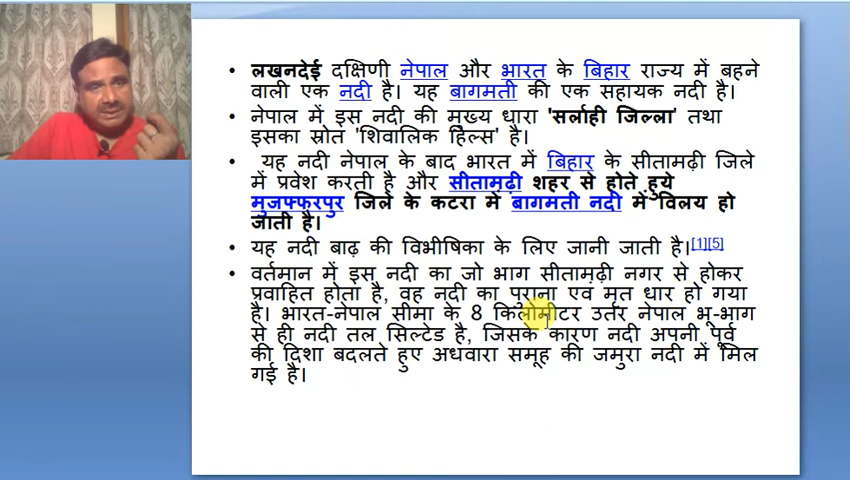 • लखनदेई दक्षिणी नेपाल और भारत के बिहार राज्य में बहने
वाली एक नदी है। यह बागमती की एक सहायक नदी है।
• नेपाल में इस नदी की मुख्य धारा 'सर्लाही जिल्ला' तथा
इसका स्रोत 'शिवालिक हिल्स' है।
• यह नदी नेपाल के बाद भारत में बिहार के सीतामढ़ी जिले
में प्रवेश करती है और सीतामढ़ी शहर से होते हुये
मुजफ्फरपुर जिले के कटरा में बागमती नदी में विलय हो
जाती है।
• यह नदी बाढ़ की विभीषिका के लिए जानी जाती है।[1][5]
• वर्तमान में इस नदी का जो भाग सीतामढ़ी नगर से होकर
प्रवाहित होता है, वह नदी का पुराना एवं मृत धार हो गया
है। भारत-नेपाल सीमा के 8 किलोमीटर उत्तर नेपाल भू-भाग
से ही नदी तल सिल्टेड है, जिसके कारण नदी अपनी पूर्व
की दिशा बदलते हुए अधवारा समूह की जमुरा नदी में मिल
गई है।